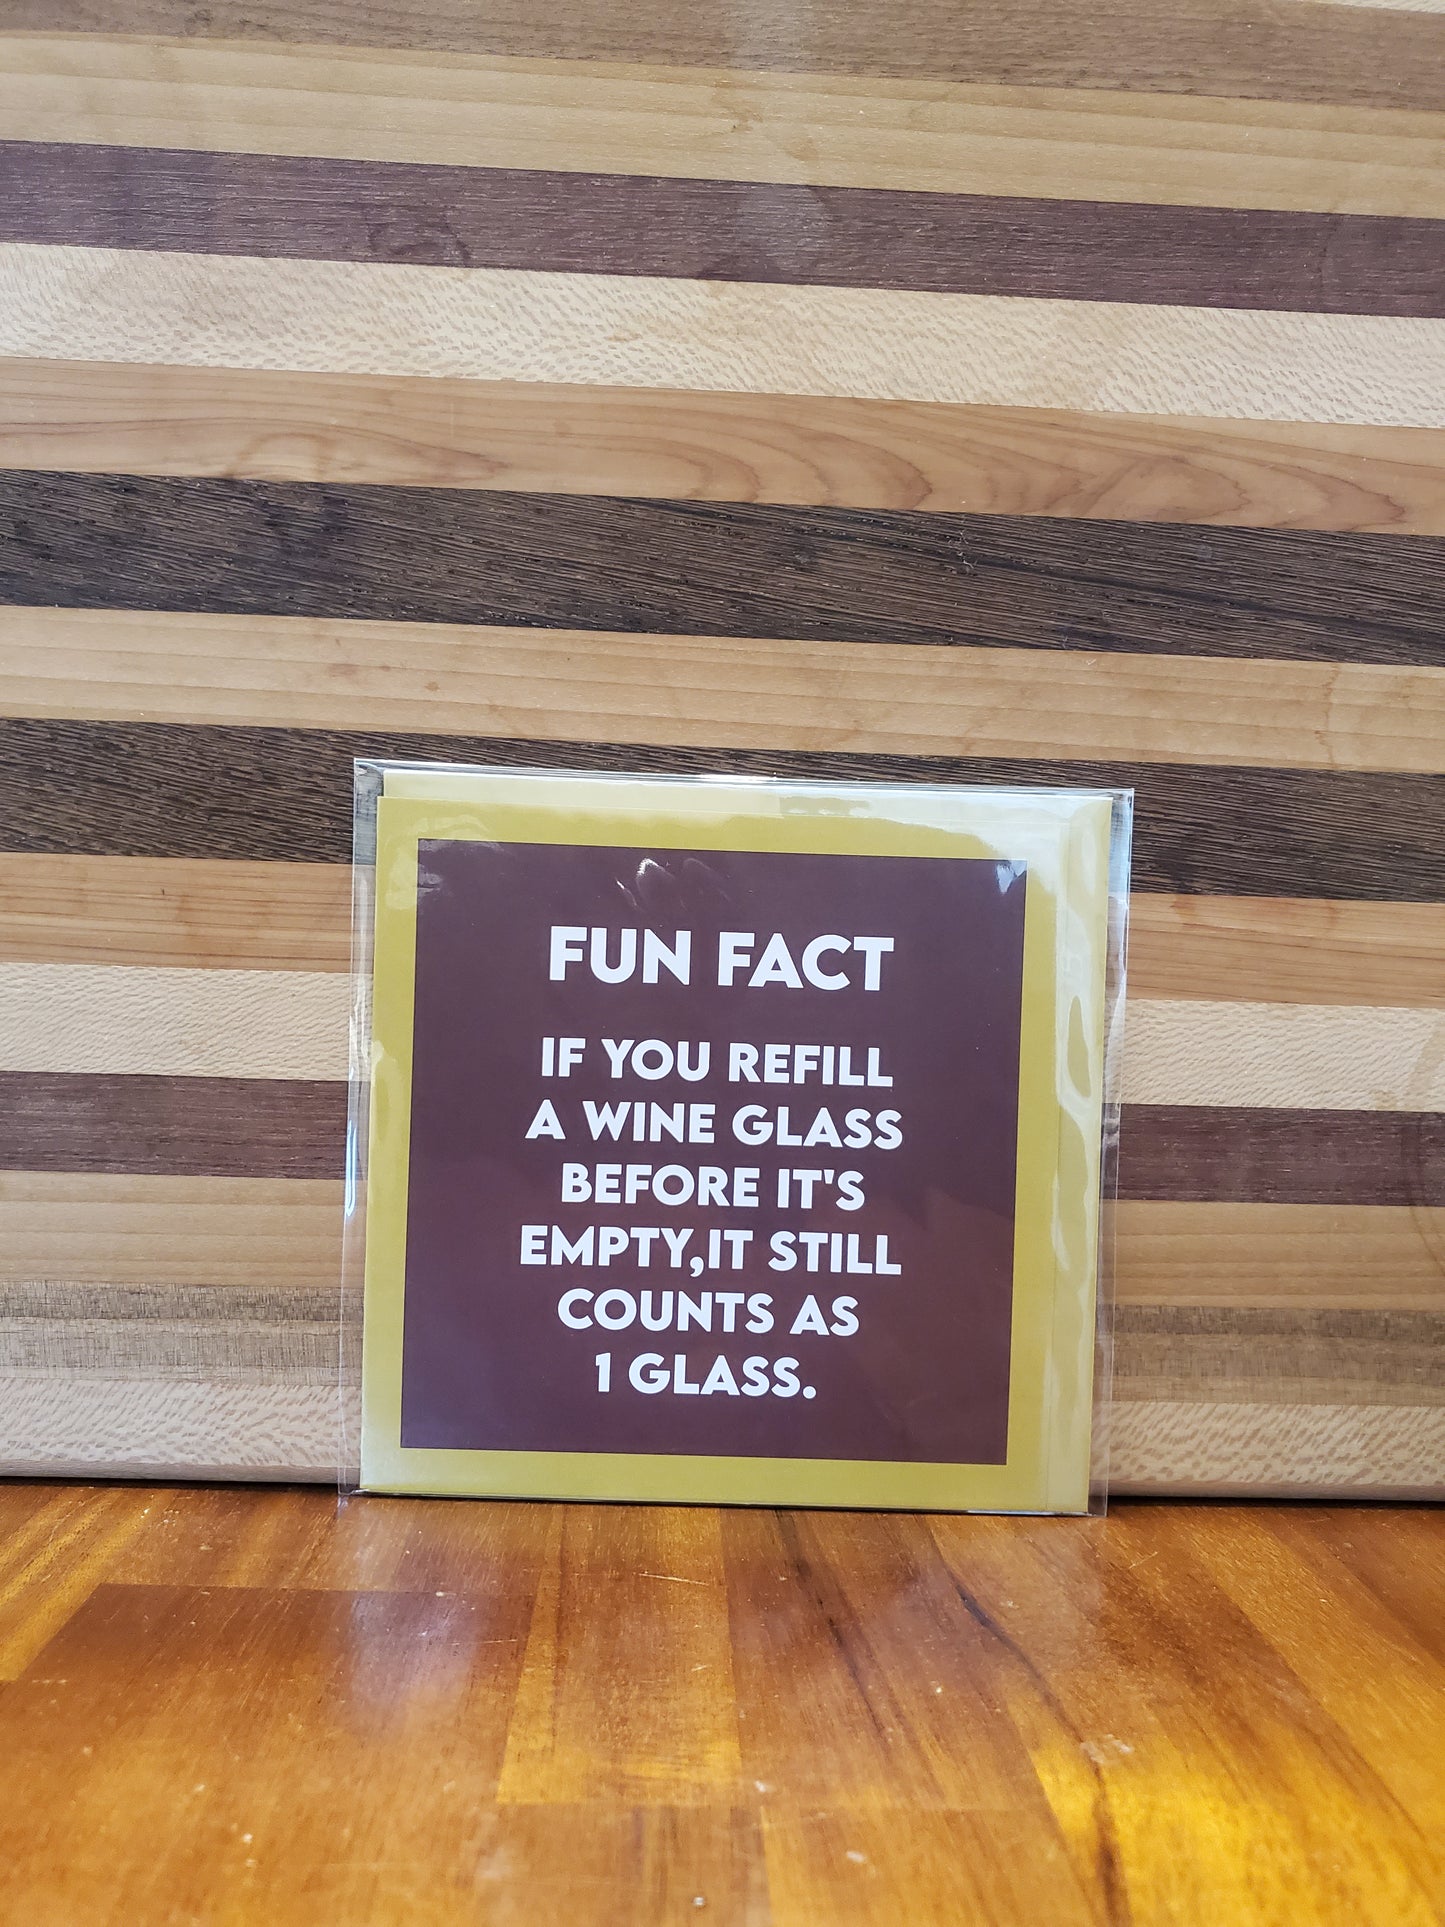 FUN FACT
IF YOU REFILL
A WINE GLASS
BEFORE IT'S
EMPTY,IT STILL
COUNTS AS
1 GLASS.